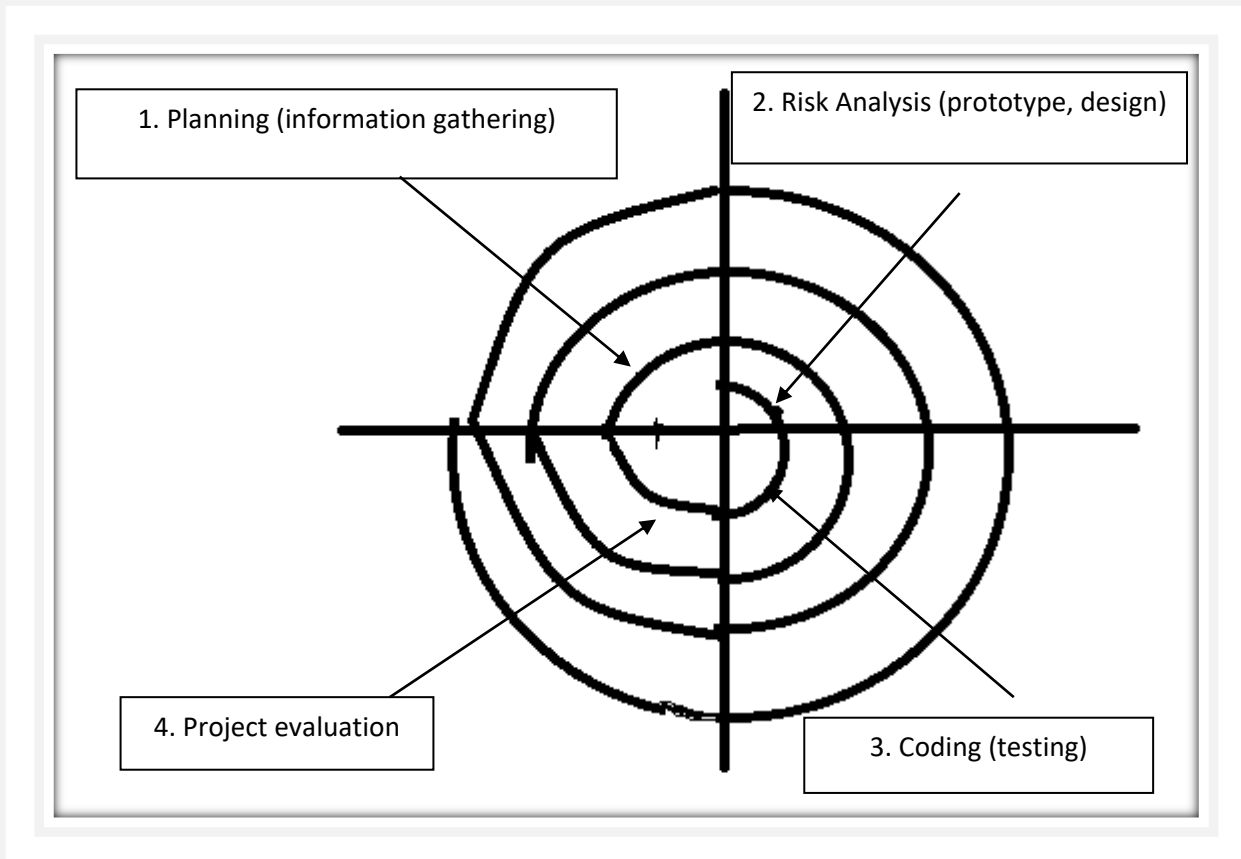 1. Planning (information gathering)
2. Risk Analysis (prototype, design)
4. Project evaluation
3. Coding (testing)